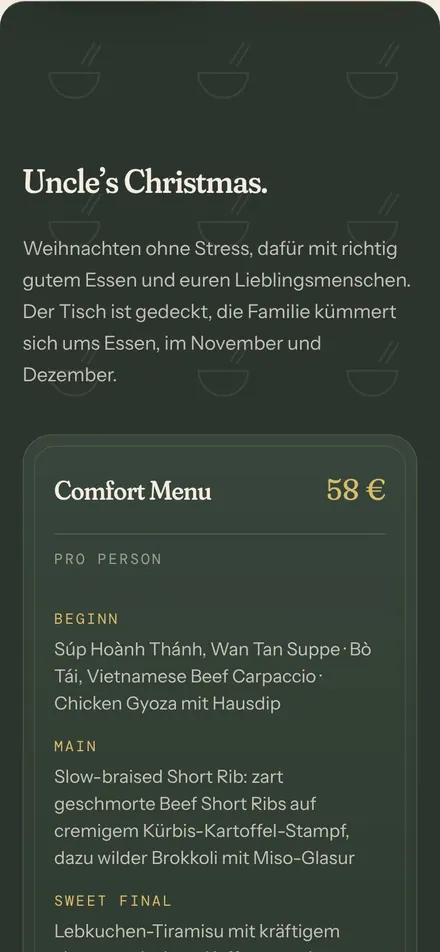 Uncle’s Christmas.
Weihnachten ohne Stress, dafür mit richtig
gutem Essen und euren Lieblingsmenschen.
Der Tisch ist gedeckt, die Familie kümmert
sich ums Essen, im November und
Dezember.
Comfort Menu 58 €
PRO PERSON
BEGINN
Súp Hoành Thánh, Wan Tan Suppe · Bò
Tái, Vietnamese Beef Carpaccio ·
Chicken Gyoza mit Hausdip
MAIN
Slow-braised Short Rib: zart
geschmorte Beef Short Ribs auf
cremigem Kürbis-Kartoffel-Stampf,
dazu wilder Brokkoli mit Miso-Glasur
SWEET FINAL
Lebkuchen-Tiramisu mit kräftigem